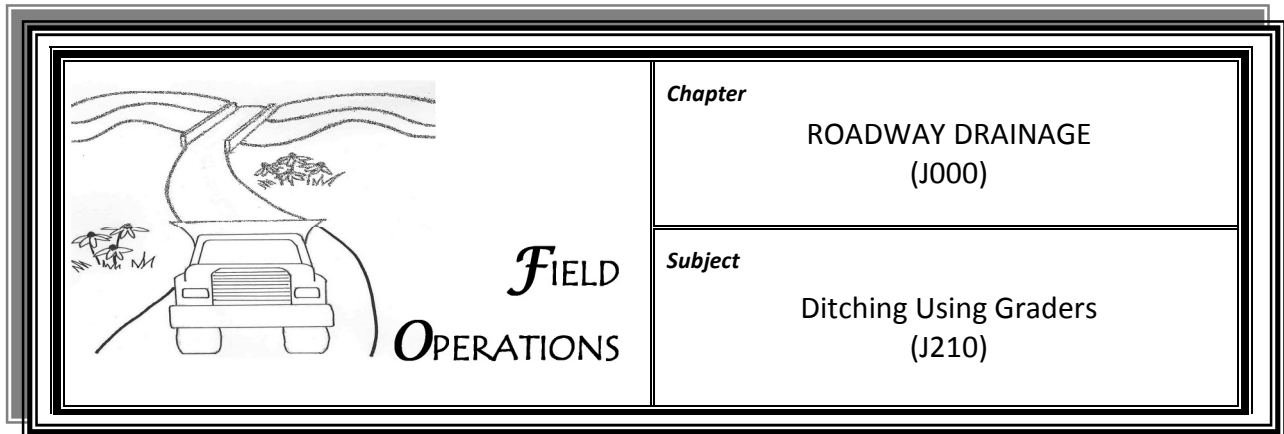 FIELD
OPERATIONS
Chapter
ROADWAY DRAINAGE
(J000)
Subject
Ditching Using Graders
(J210)